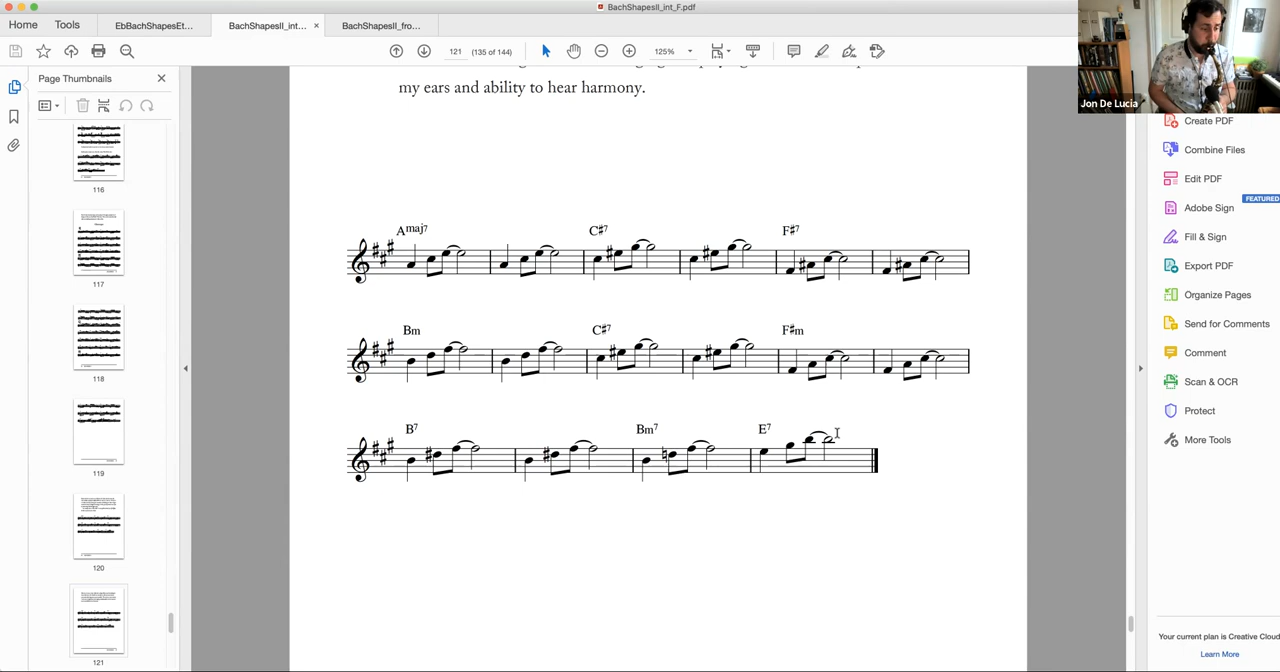 BachShapesII_int_F.pdf
Home Tools EbBachShapesEt... BachShapesII_int... × BachShapesII_fro...
121 (135 of 144) 125%
Page Thumbnails
116
117
118
119
120
121
my ears and ability to hear harmony.
Amaj7 C#7 F#7
Bm C#7 F#m
B7 Bm7 E7
Jon De Lucia
Create PDF
Combine Files
Edit PDF
FEATURED
Adobe Sign
Fill & Sign
Export PDF
Organize Pages
Send for Comments
Comment
Scan & OCR
Protect
More Tools
Your current plan is Creative Cloud
Learn More